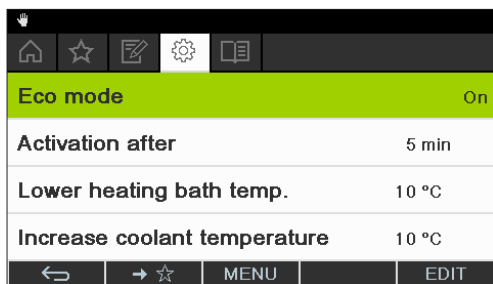 Eco mode On
Activation after 5 min
Lower heating bath temp. 10 °C
Increase coolant temperature 10 °C
MENU EDIT